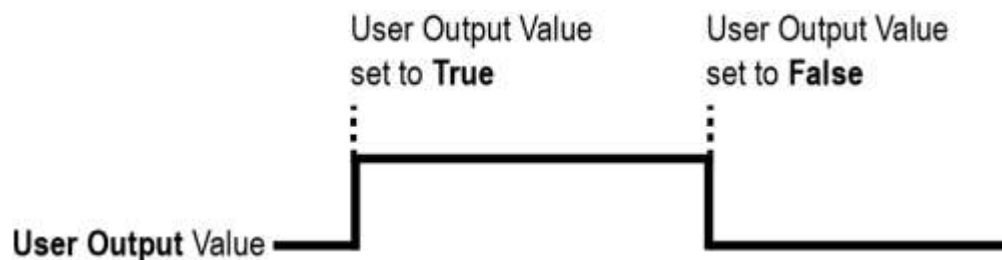 User Output Value
set to True
User Output Value
set to False
User Output Value